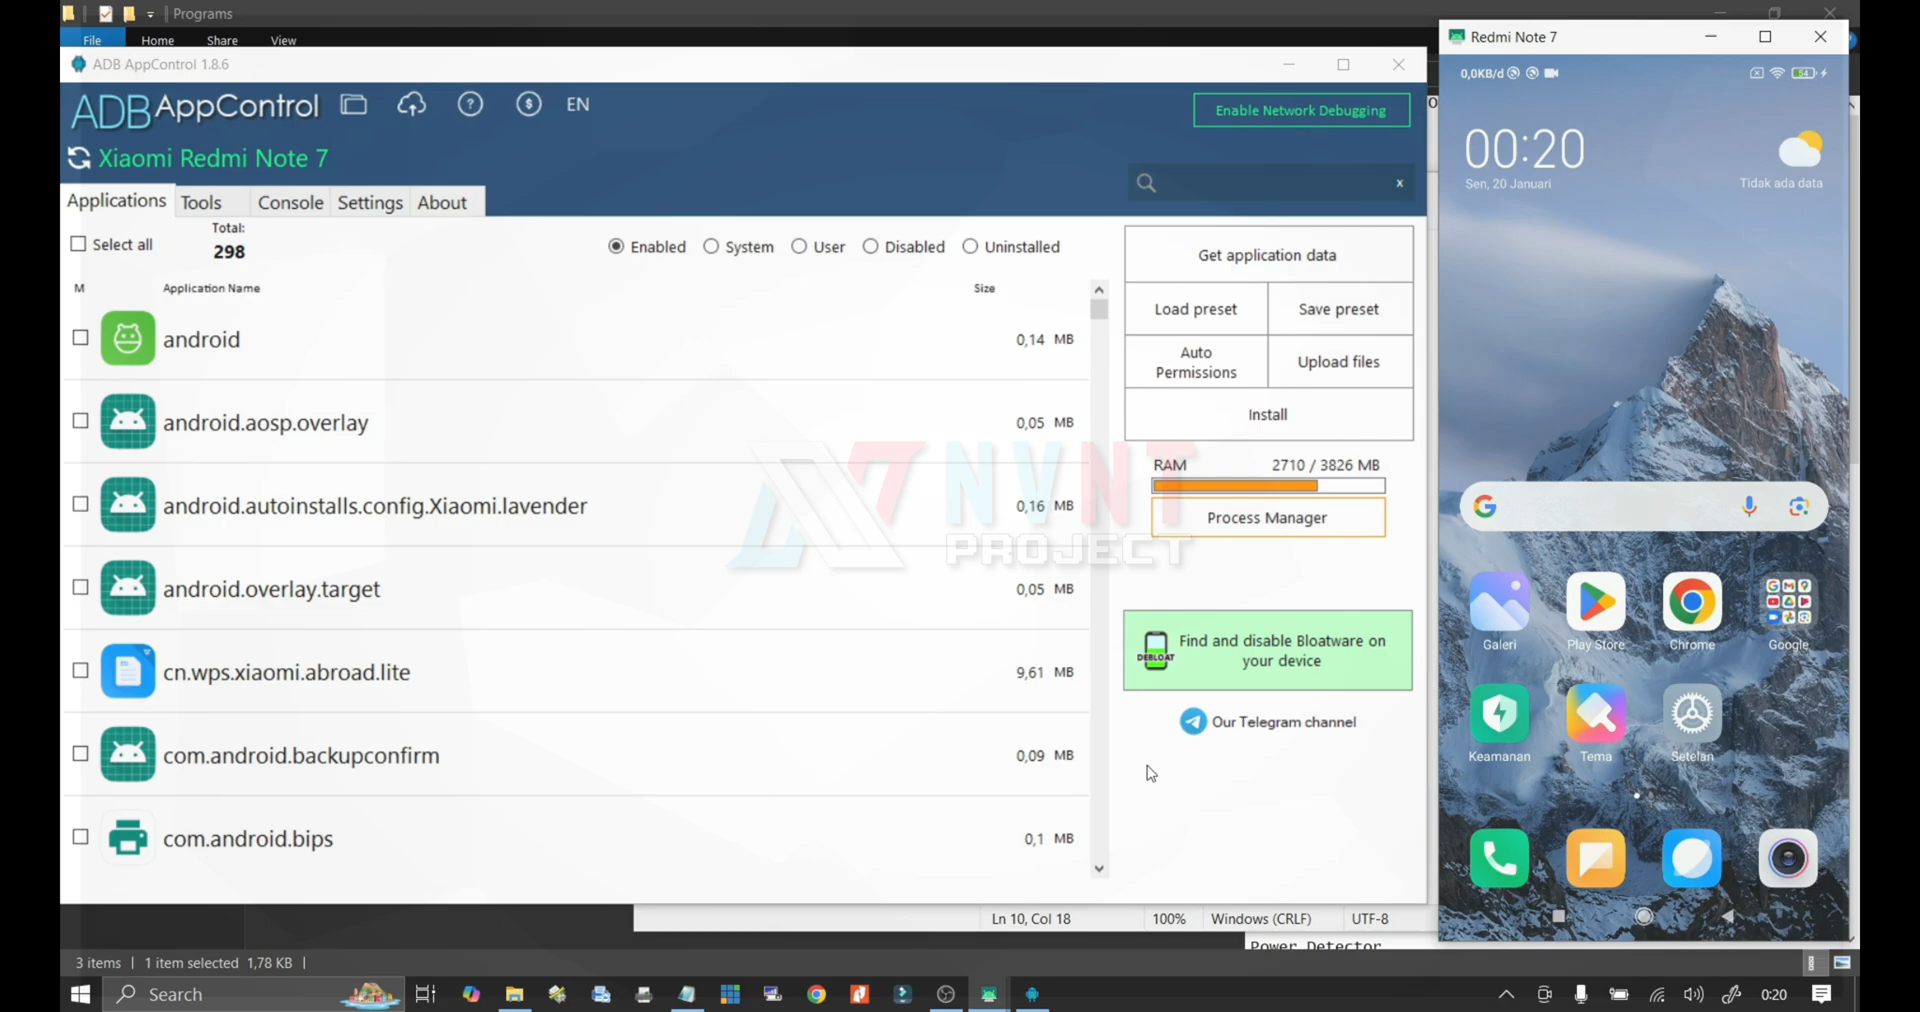 Programs
File Home Share View
ADB AppControl 1.8.6
ADB AppControl ? $ EN
Enable Network Debugging
Xiaomi Redmi Note 7
x
Applications Tools Console Settings About
Select all
Total:
298
Enabled System User Disabled Uninstalled
M Application Name Size
android 0,14 MB
android.aosp.overlay 0,05 MB
android.autoinstalls.config.Xiaomi.lavender 0,16 MB
android.overlay.target 0,05 MB
cn.wps.xiaomi.abroad.lite 9,61 MB
com.android.backupconfirm 0,09 MB
com.android.bips 0,1 MB
Get application data
Load preset Save preset
Auto Permissions
Upload files
Install
RAM 2710 / 3826 MB
Process Manager
NVNT
PROJECT
DEBLOAT
Find and disable Bloatware on
your device
Our Telegram channel
Ln 10, Col 18 100% Windows (CRLF) UTF-8
Power Detector
3 items 1 item selected 1,78 KB
Search
0:20
Redmi Note 7
0,0KB/d 54
00:20
Sen, 20 Januari
Tidak ada data
Galeri Play Store Chrome Google
Keamanan Tema Setelan